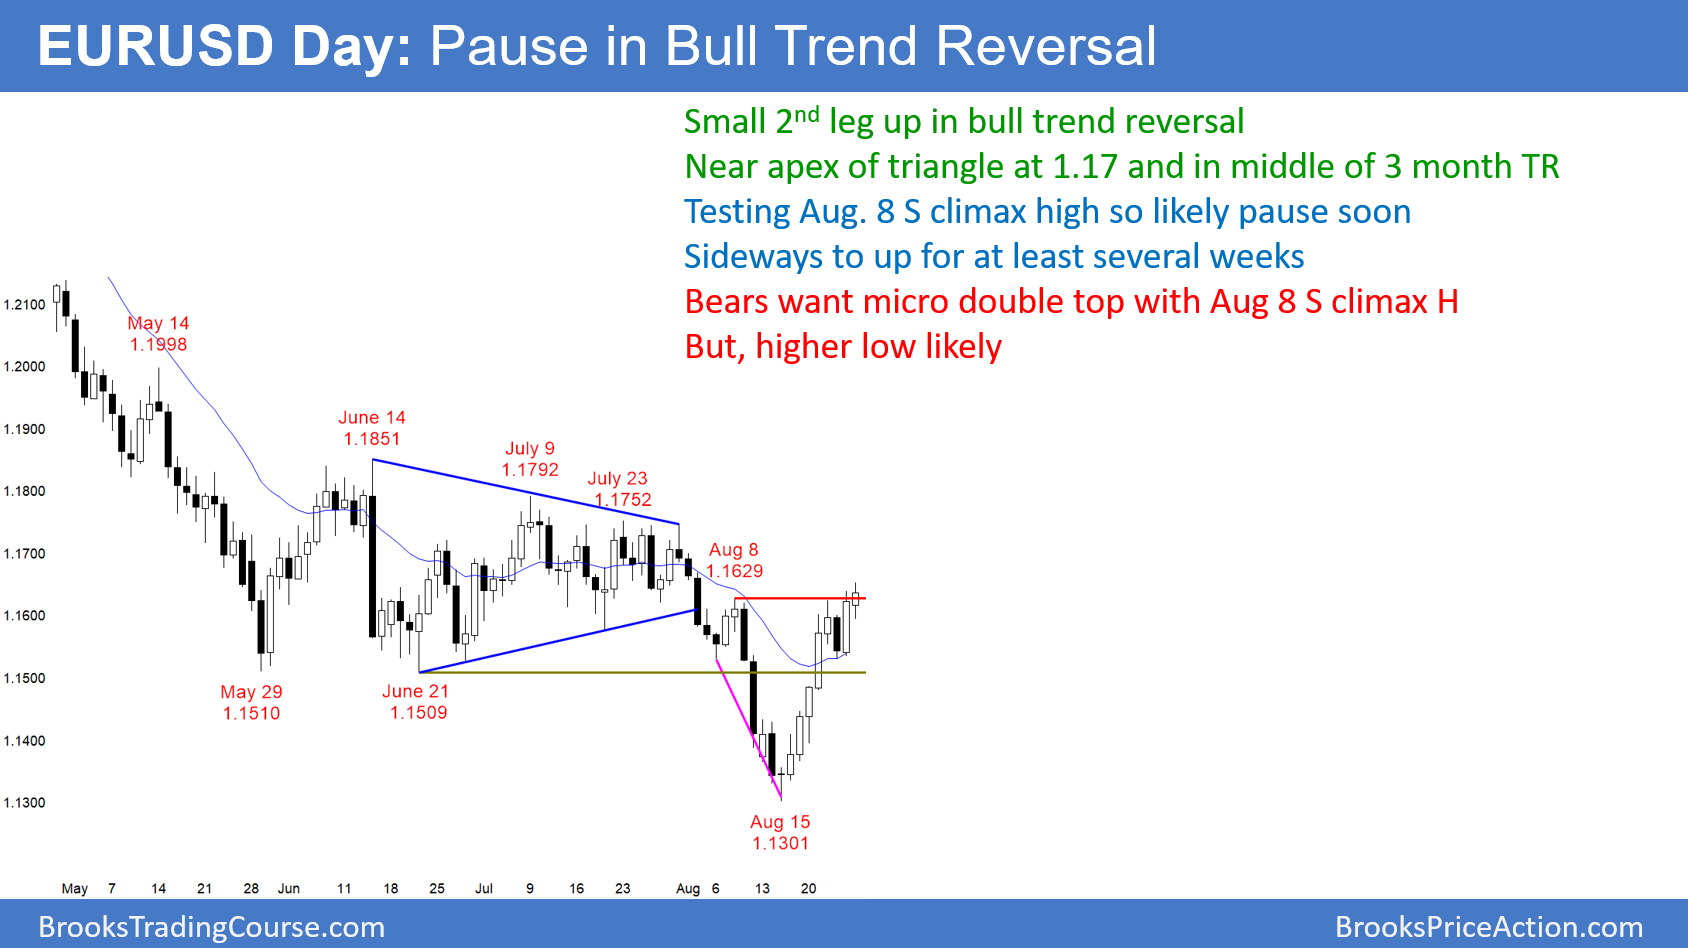 EURUSD Day: Pause in Bull Trend Reversal
Small 2nd leg up in bull trend reversal
Near apex of triangle at 1.17 and in middle of 3 month TR
Testing Aug. 8 S climax high so likely pause soon
Sideways to up for at least several weeks
Bears want micro double top with Aug 8 S climax H
But, higher low likely
1.2100
1.2000
1.1900
1.1800
1.1700
1.1600
1.1500
1.1400
1.1300
May 14
1.1998
June 14
1.1851
July 9
1.1792
July 23
1.1752
Aug 8
1.1629
May 29
1.1510
June 21
1.1509
Aug 15
1.1301
May 7 14 21 28 Jun 11 18 25 Jul 9 16 23 Aug 6 13 20
BrooksTradingCourse.com
BrooksPriceAction.com